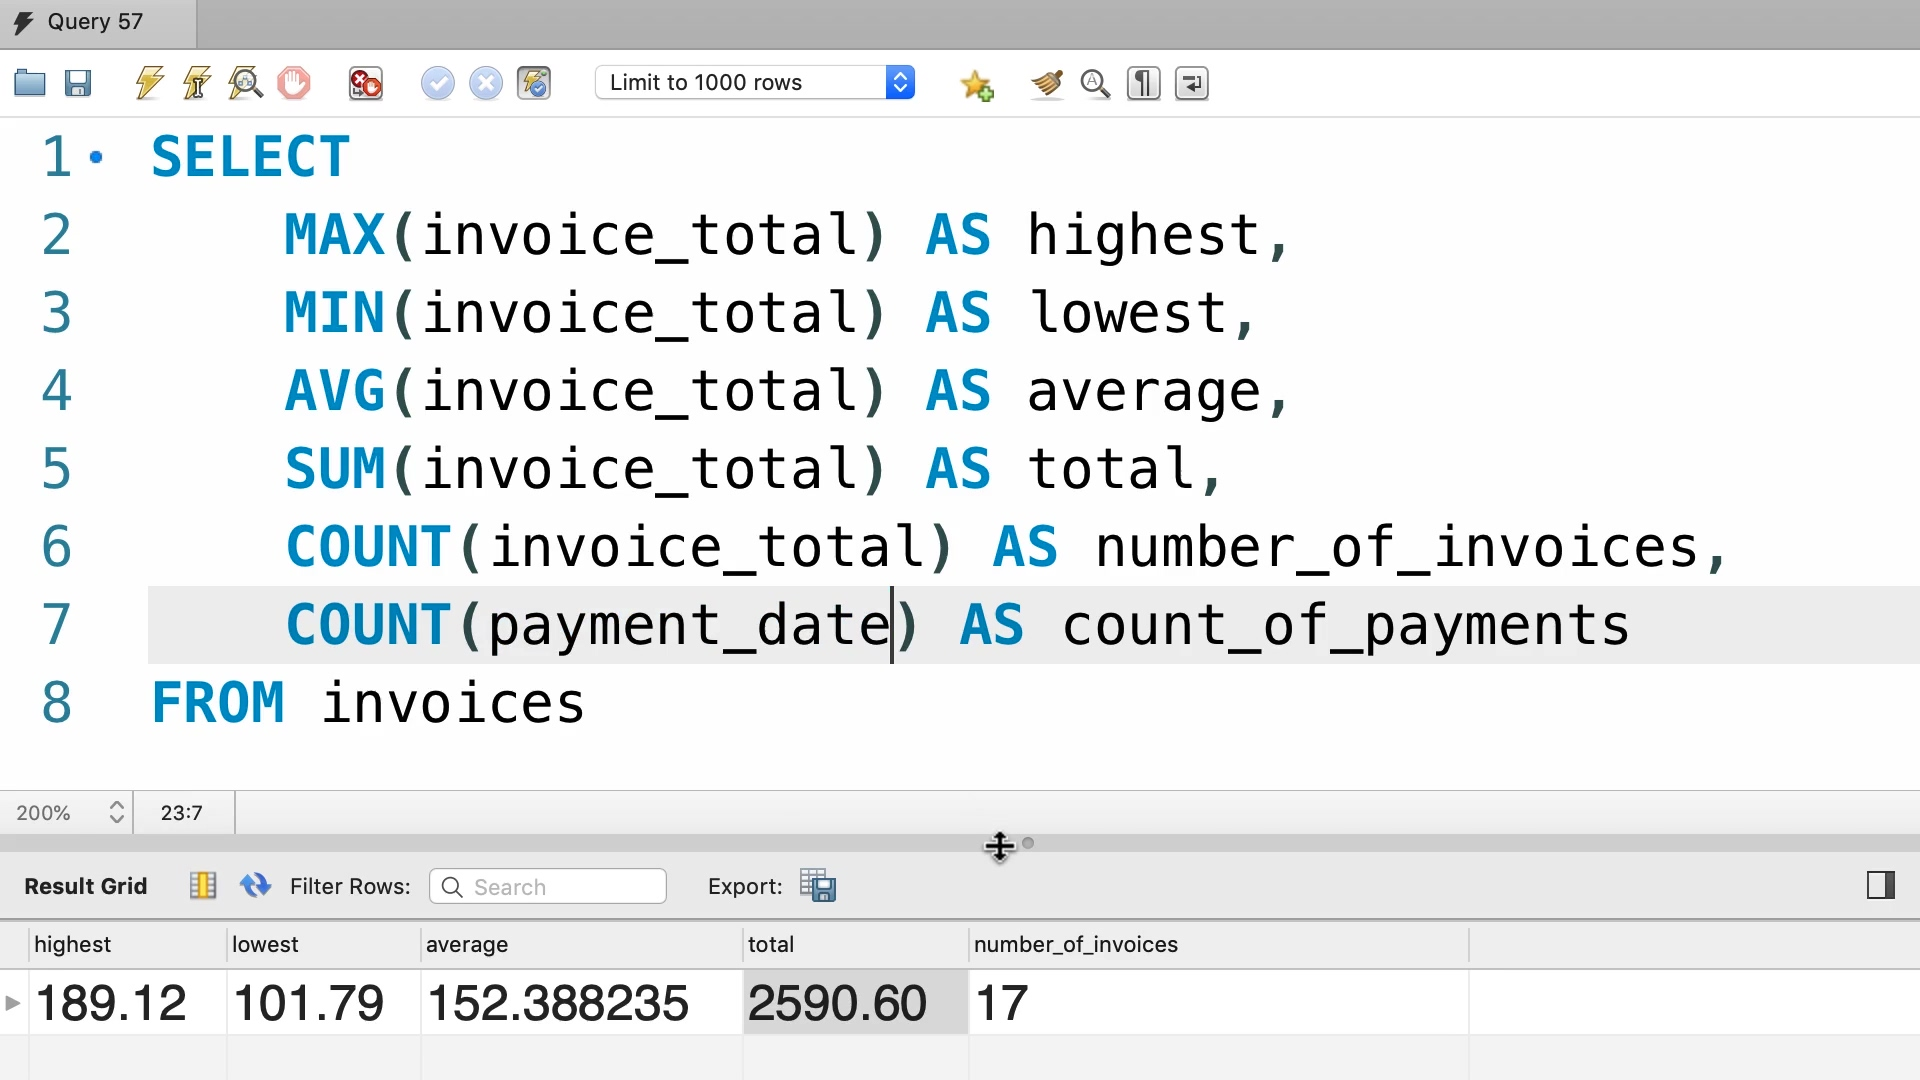 Query 57
Limit to 1000 rows
1 SELECT
2 MAX(invoice_total) AS highest,
3 MIN(invoice_total) AS lowest,
4 AVG(invoice_total) AS average,
5 SUM(invoice_total) AS total,
6 COUNT(invoice_total) AS number_of_invoices,
7 COUNT(payment_date) AS count_of_payments
8 FROM invoices
200% 23:7
Result Grid Filter Rows: Search Export:
highest lowest average total number_of_invoices
189.12 101.79 152.388235 2590.60 17